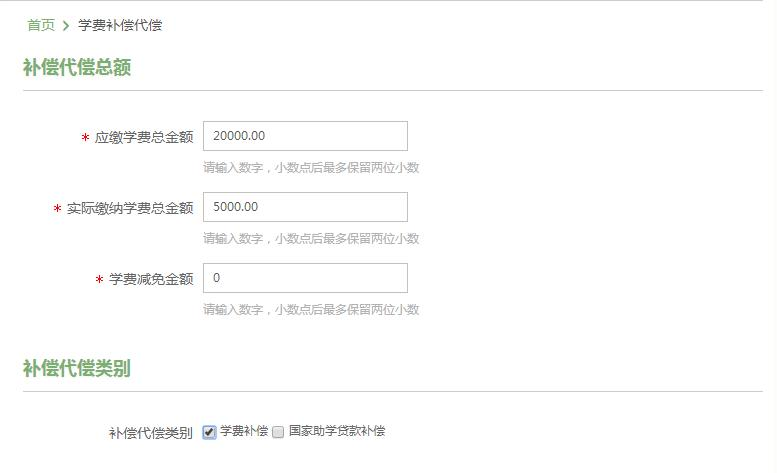 首页 > 学费补偿代偿
补偿代偿总额
* 应缴学费总金额 20000.00
请输入数字，小数点后最多保留两位小数
* 实际缴纳学费总金额 5000.00
请输入数字，小数点后最多保留两位小数
* 学费减免金额 0
请输入数字，小数点后最多保留两位小数
补偿代偿类别
补偿代偿类别 学费补偿 国家助学贷款补偿